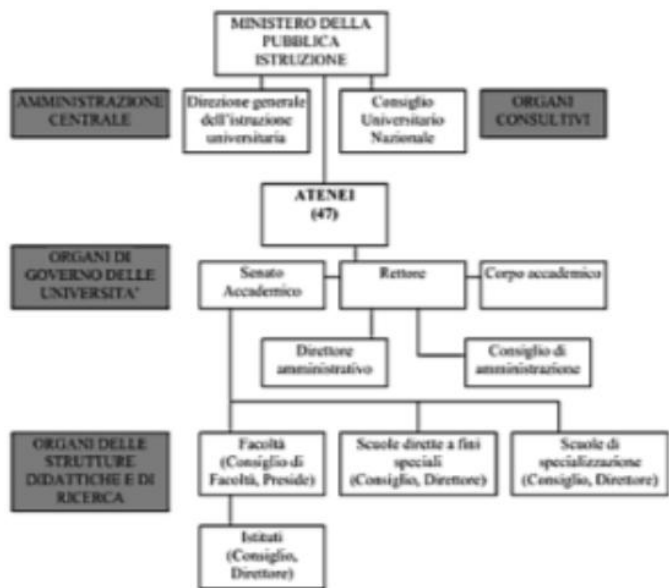 MINISTERO DELLA
PUBBLICA
ISTRUZIONE
AMMINISTRAZIONE
CENTRALE
Direzione generale
dell'istruzione
universitaria
Consiglio
Universitario
Nazionale
ORGANI
CONSULTIVI
ATENEI
(47)
ORGANI DI
GOVERNO DELLE
UNIVERSITA'
Senato
Accademico
Rettore
Corpo accademico
Direttore
amministrativo
Consiglio di
amministrazione
ORGANI DELLE
STRUTTURE
DIDATTICHE E DI
RICERCA
Facoltà
(Consiglio di
Facoltà, Preside)
Scuole dirette a fini
speciali
(Consiglio, Direttore)
Scuole di
specializzazione
(Consiglio, Direttore)
Istituti
(Consiglio,
Direttore)